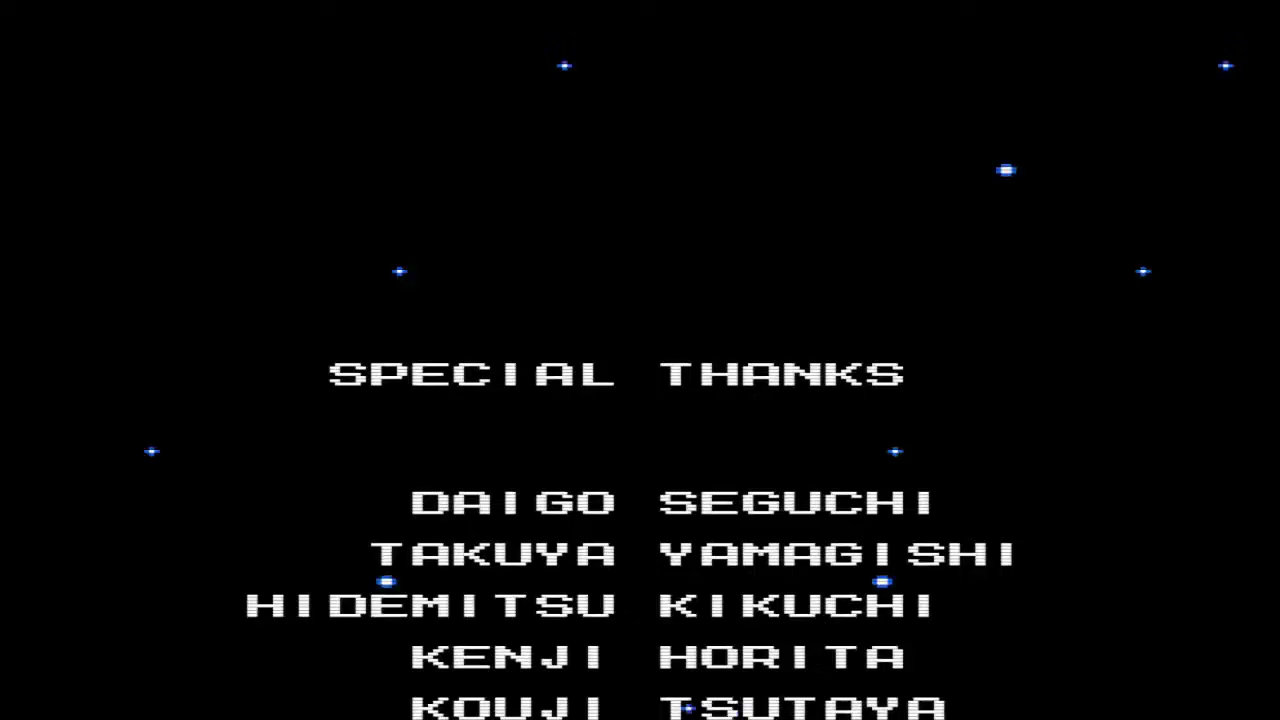 SPECIAL THANKS
DAIGO SEGUCHI
TAKUYA YAMAGISHI
HIDEMITSU KIKUCHI
KENJI HORITA
KOUJI TSUTAYA